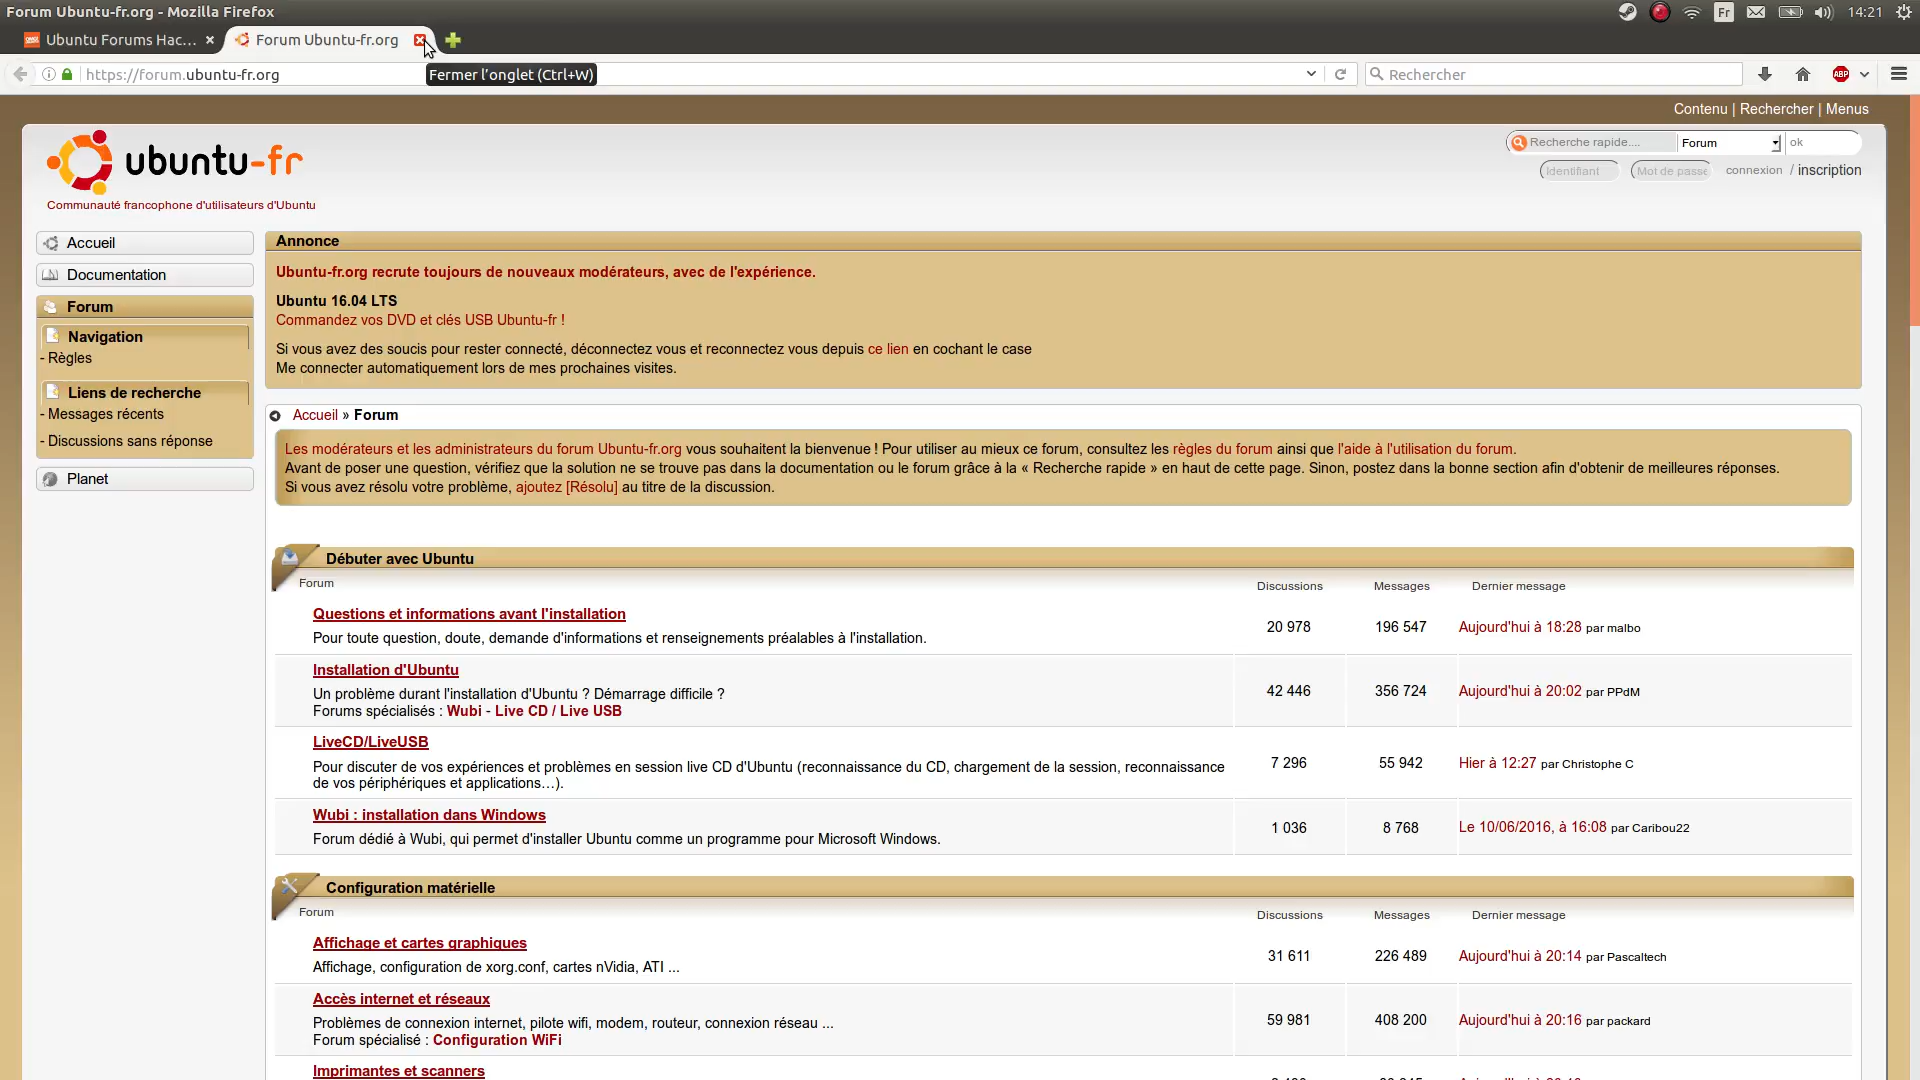 Forum Ubuntu-fr.org - Mozilla Firefox
Fr
14:21
Ubuntu Forums Hac...
Forum Ubuntu-fr.org
https://forum.ubuntu-fr.org
Fermer l'onglet (Ctrl+W)
Rechercher
ABP
Contenu | Rechercher | Menus
ubuntu-fr
Communauté francophone d'utilisateurs d'Ubuntu
Recherche rapide....
Forum
ok
Identifiant
Mot de passe
connexion / inscription
Accueil
Documentation
Forum
Navigation
- Règles
Liens de recherche
- Messages récents
- Discussions sans réponse
Planet
Annonce
Ubuntu-fr.org recrute toujours de nouveaux modérateurs, avec de l'expérience.
Ubuntu 16.04 LTS
Commandez vos DVD et clés USB Ubuntu-fr !
Si vous avez des soucis pour rester connecté, déconnectez vous et reconnectez vous depuis ce lien en cochant le case
Me connecter automatiquement lors de mes prochaines visites.
Accueil » Forum
Les modérateurs et les administrateurs du forum Ubuntu-fr.org vous souhaitent la bienvenue ! Pour utiliser au mieux ce forum, consultez les règles du forum ainsi que l'aide à l'utilisation du forum.
Avant de poser une question, vérifiez que la solution ne se trouve pas dans la documentation ou le forum grâce à la « Recherche rapide » en haut de cette page. Sinon, postez dans la bonne section afin d'obtenir de meilleures réponses.
Si vous avez résolu votre problème, ajoutez [Résolu] au titre de la discussion.
Débuter avec Ubuntu
Forum Discussions Messages Dernier message
Questions et informations avant l'installation
Pour toute question, doute, demande d'informations et renseignements préalables à l'installation.
20 978 196 547 Aujourd'hui à 18:28 par malbo
Installation d'Ubuntu
Un problème durant l'installation d'Ubuntu ? Démarrage difficile ?
Forums spécialisés : Wubi - Live CD / Live USB
42 446 356 724 Aujourd'hui à 20:02 par PPdM
LiveCD/LiveUSB
Pour discuter de vos expériences et problèmes en session live CD d'Ubuntu (reconnaissance du CD, chargement de la session, reconnaissance
de vos périphériques et applications…).
7 296 55 942 Hier à 12:27 par Christophe C
Wubi : installation dans Windows
Forum dédié à Wubi, qui permet d'installer Ubuntu comme un programme pour Microsoft Windows.
1 036 8 768 Le 10/06/2016, à 16:08 par Caribou22
Configuration matérielle
Forum Discussions Messages Dernier message
Affichage et cartes graphiques
Affichage, configuration de xorg.conf, cartes nVidia, ATI ...
31 611 226 489 Aujourd'hui à 20:14 par Pascaltech
Accès internet et réseaux
Problèmes de connexion internet, pilote wifi, modem, routeur, connexion réseau ...
Forum spécialisé : Configuration WiFi
59 981 408 200 Aujourd'hui à 20:16 par packard
Imprimantes et scanners